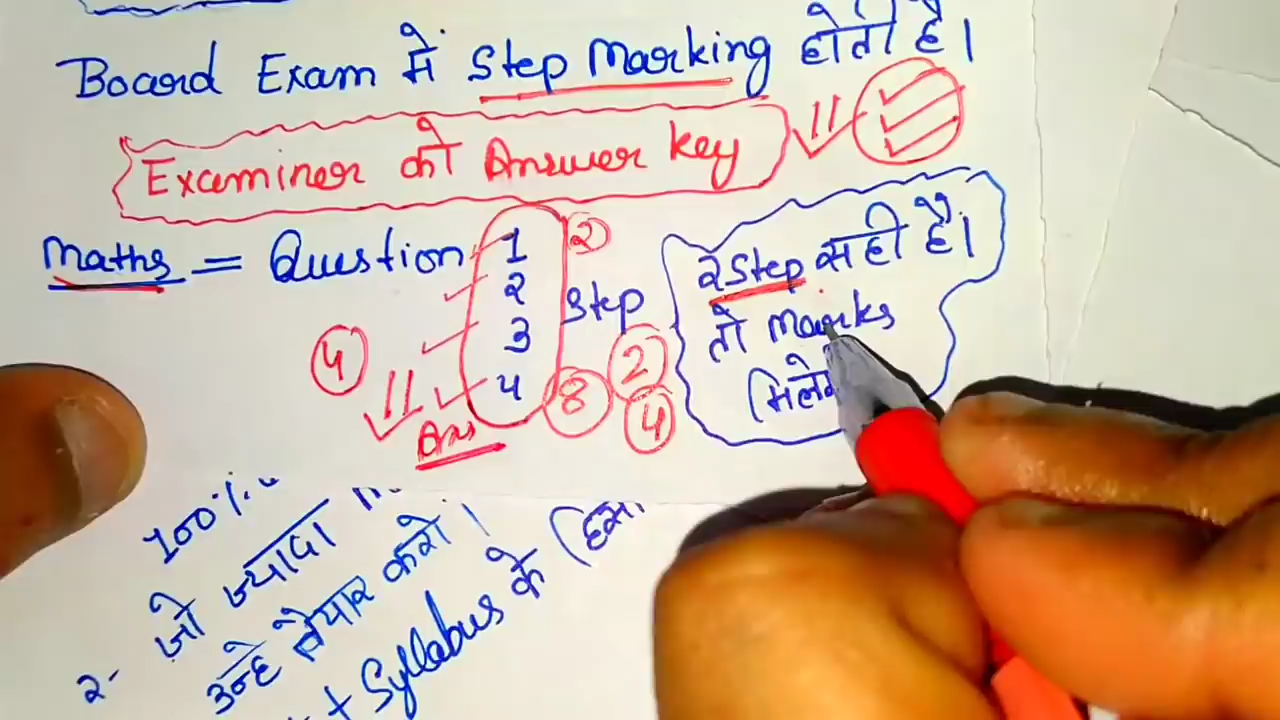 Board Exam में Step Marking होती है।
Examiner को Answer key
Maths = Question 1 2
2 Step
3
4 4 8 2 4
Ans
2 Step सही है।
तो Marks
100%
2- जो ज्यादा
उन्हे तैयार करो।
+ Syllabus के